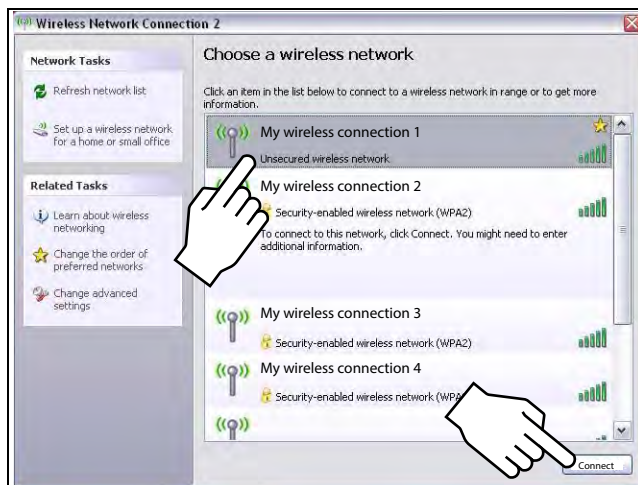 Wireless Network Connection 2
Network Tasks
Refresh network list
Set up a wireless network
for a home or small office
Related Tasks
Learn about wireless
networking
Change the order of
preferred networks
Change advanced
settings
Choose a wireless network
Click an item in the list below to connect to a wireless network in range or to get more
information.
My wireless connection 1
Unsecured wireless network
My wireless connection 2
Security-enabled wireless network (WPA2)
To connect to this network, click Connect. You might need to enter
additional information.
My wireless connection 3
Security-enabled wireless network (WPA2)
My wireless connection 4
Security-enabled wireless network (WPA
Connect